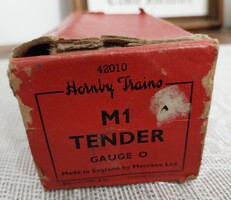 42010
Hornby Trains
M1
TENDER
GAUGE O
Made in England by Meccano Ltd.